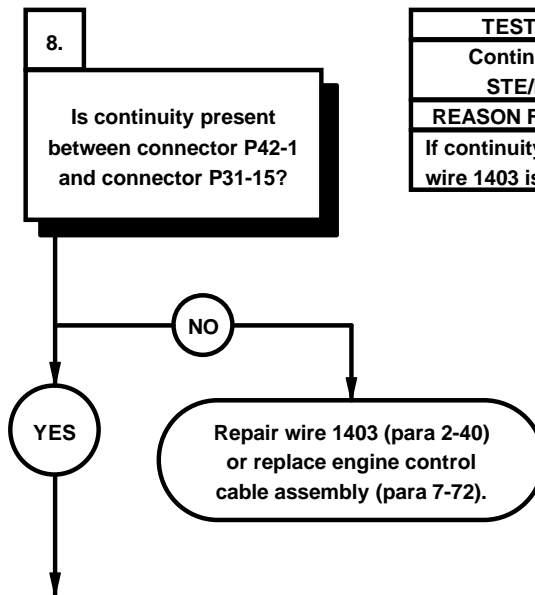 8.
Is continuity present
between connector P42-1
and connector P31-15?
TEST
Contin
STE/
REASON F
If continuity
wire 1403 is
NO
YES
Repair wire 1403 (para 2-40)
or replace engine control
cable assembly (para 7-72).